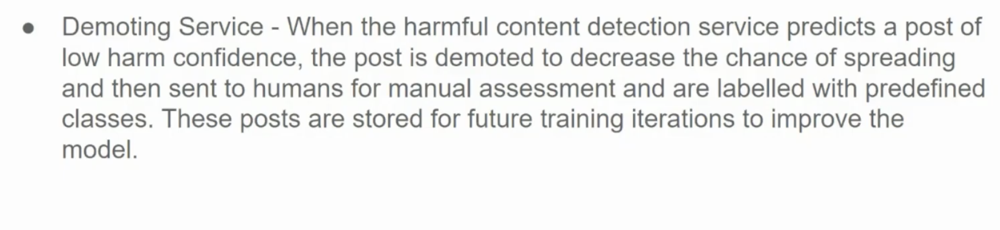 ● Demoting Service - When the harmful content detection service predicts a post of
low harm confidence, the post is demoted to decrease the chance of spreading
and then sent to humans for manual assessment and are labelled with predefined
classes. These posts are stored for future training iterations to improve the
model.